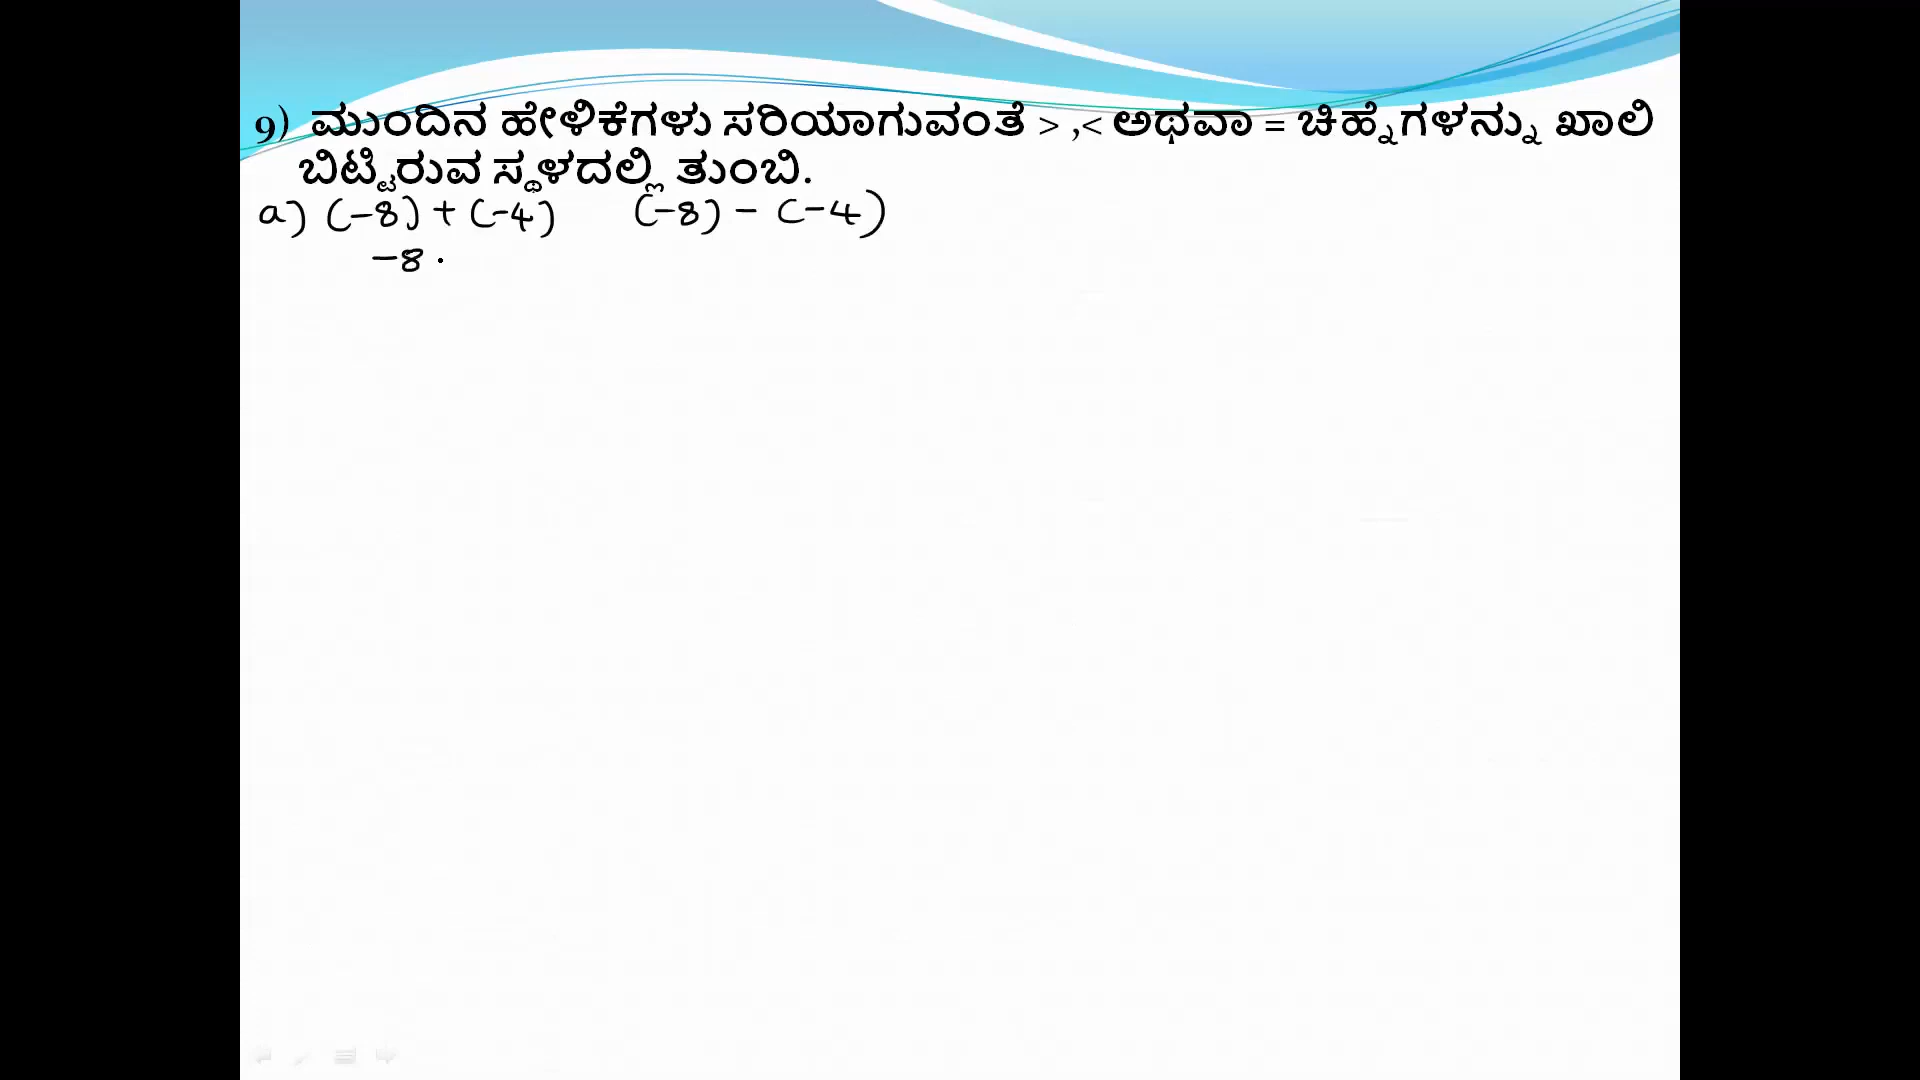 9) ಮುಂದಿನ ಹೇಳಿಕೆಗಳು ಸರಿಯಾಗುವಂತೆ > ,< ಅಥವಾ = ಚಿಹ್ನೆಗಳನ್ನು ಖಾಲಿ
ಬಿಟ್ಟಿರುವ ಸ್ಥಳದಲ್ಲಿ ತುಂಬಿ.
a) (-8) + (-4) (-8) - (-4)
-8 .